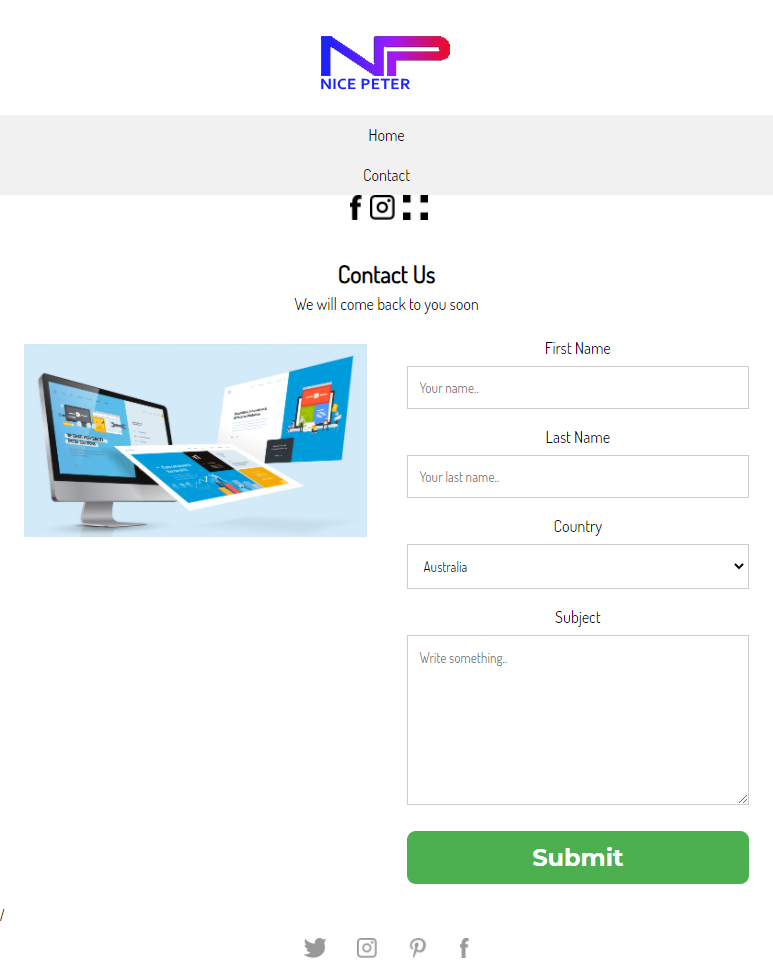 NP
NICE PETER
Home
Contact
Contact Us
We will come back to you soon
First Name
Your name..
Last Name
Your last name..
Country
Australia
Subject
Write something..
Submit
/